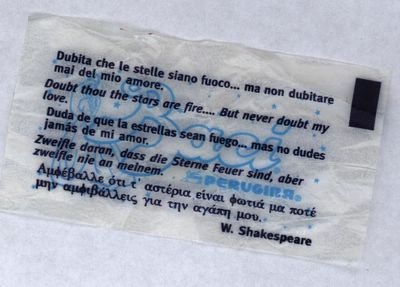 Dubita che le stelle siano fuoco... ma non dubitare
mai del mio amore.
Doubt thou the stars are fire.... But never doubt my
love.
Duda de que la estrellas sean fuego... mas no dudes
jamás de mi amor.
Zweifle daran, dass die Sterne Feuer sind, aber
zweifle nie an meinem.
Baci
PERUGINA®
Αμφέβαλλε ότι τ' αστέρια είναι φωτιά μα ποτέ
μην αμφιβάλλεις για την αγάπη μου.
W. Shakespeare